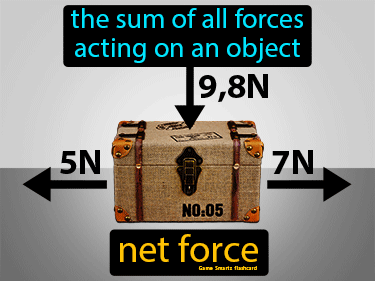 the sum of all forces
acting on an object
9,8N
5N
7N
NO:05
net force
Game Smartz flashcard